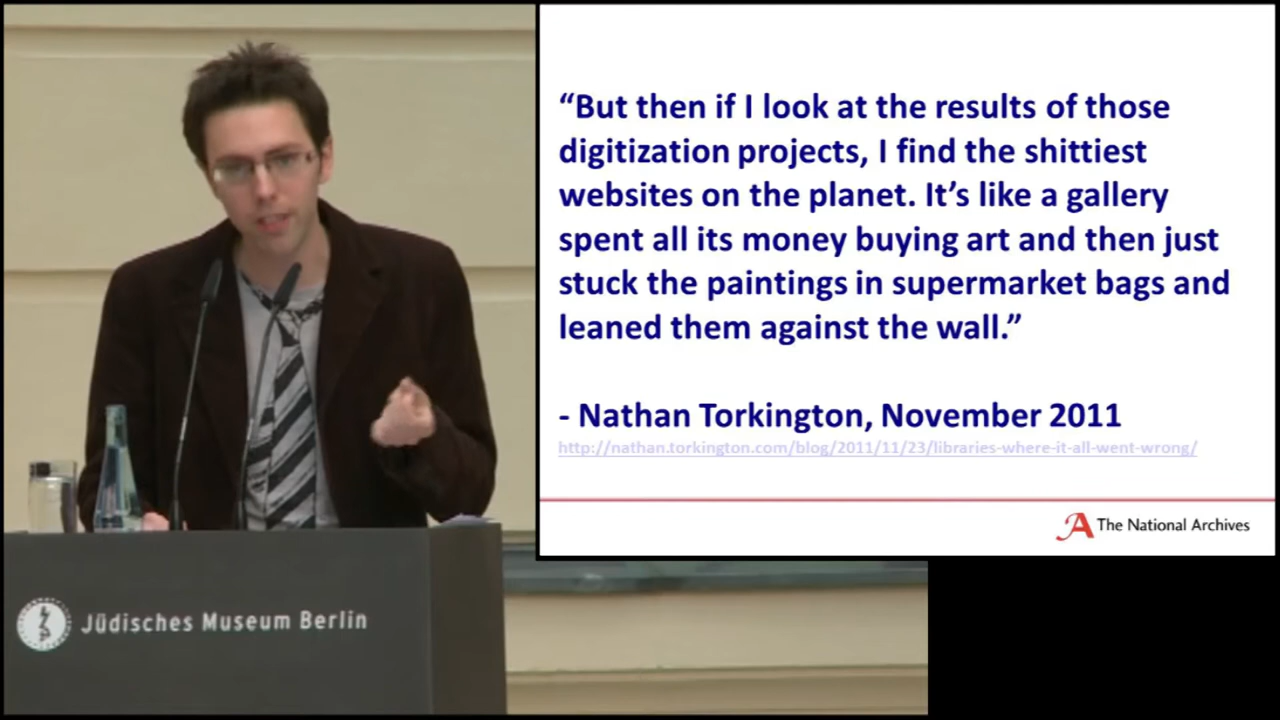 “But then if I look at the results of those
digitization projects, I find the shittiest
websites on the planet. It’s like a gallery
spent all its money buying art and then just
stuck the paintings in supermarket bags and
leaned them against the wall.”
- Nathan Torkington, November 2011
http://nathan.torkington.com/blog/2011/11/23/libraries-where-it-all-went-wrong/
The National Archives
Jüdisches Museum Berlin